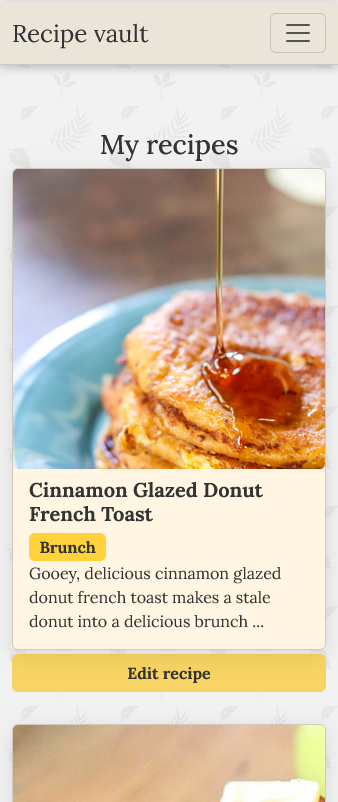 Recipe vault
My recipes
Cinnamon Glazed Donut
French Toast
Brunch
Gooey, delicious cinnamon glazed
donut french toast makes a stale
donut into a delicious brunch ...
Edit recipe